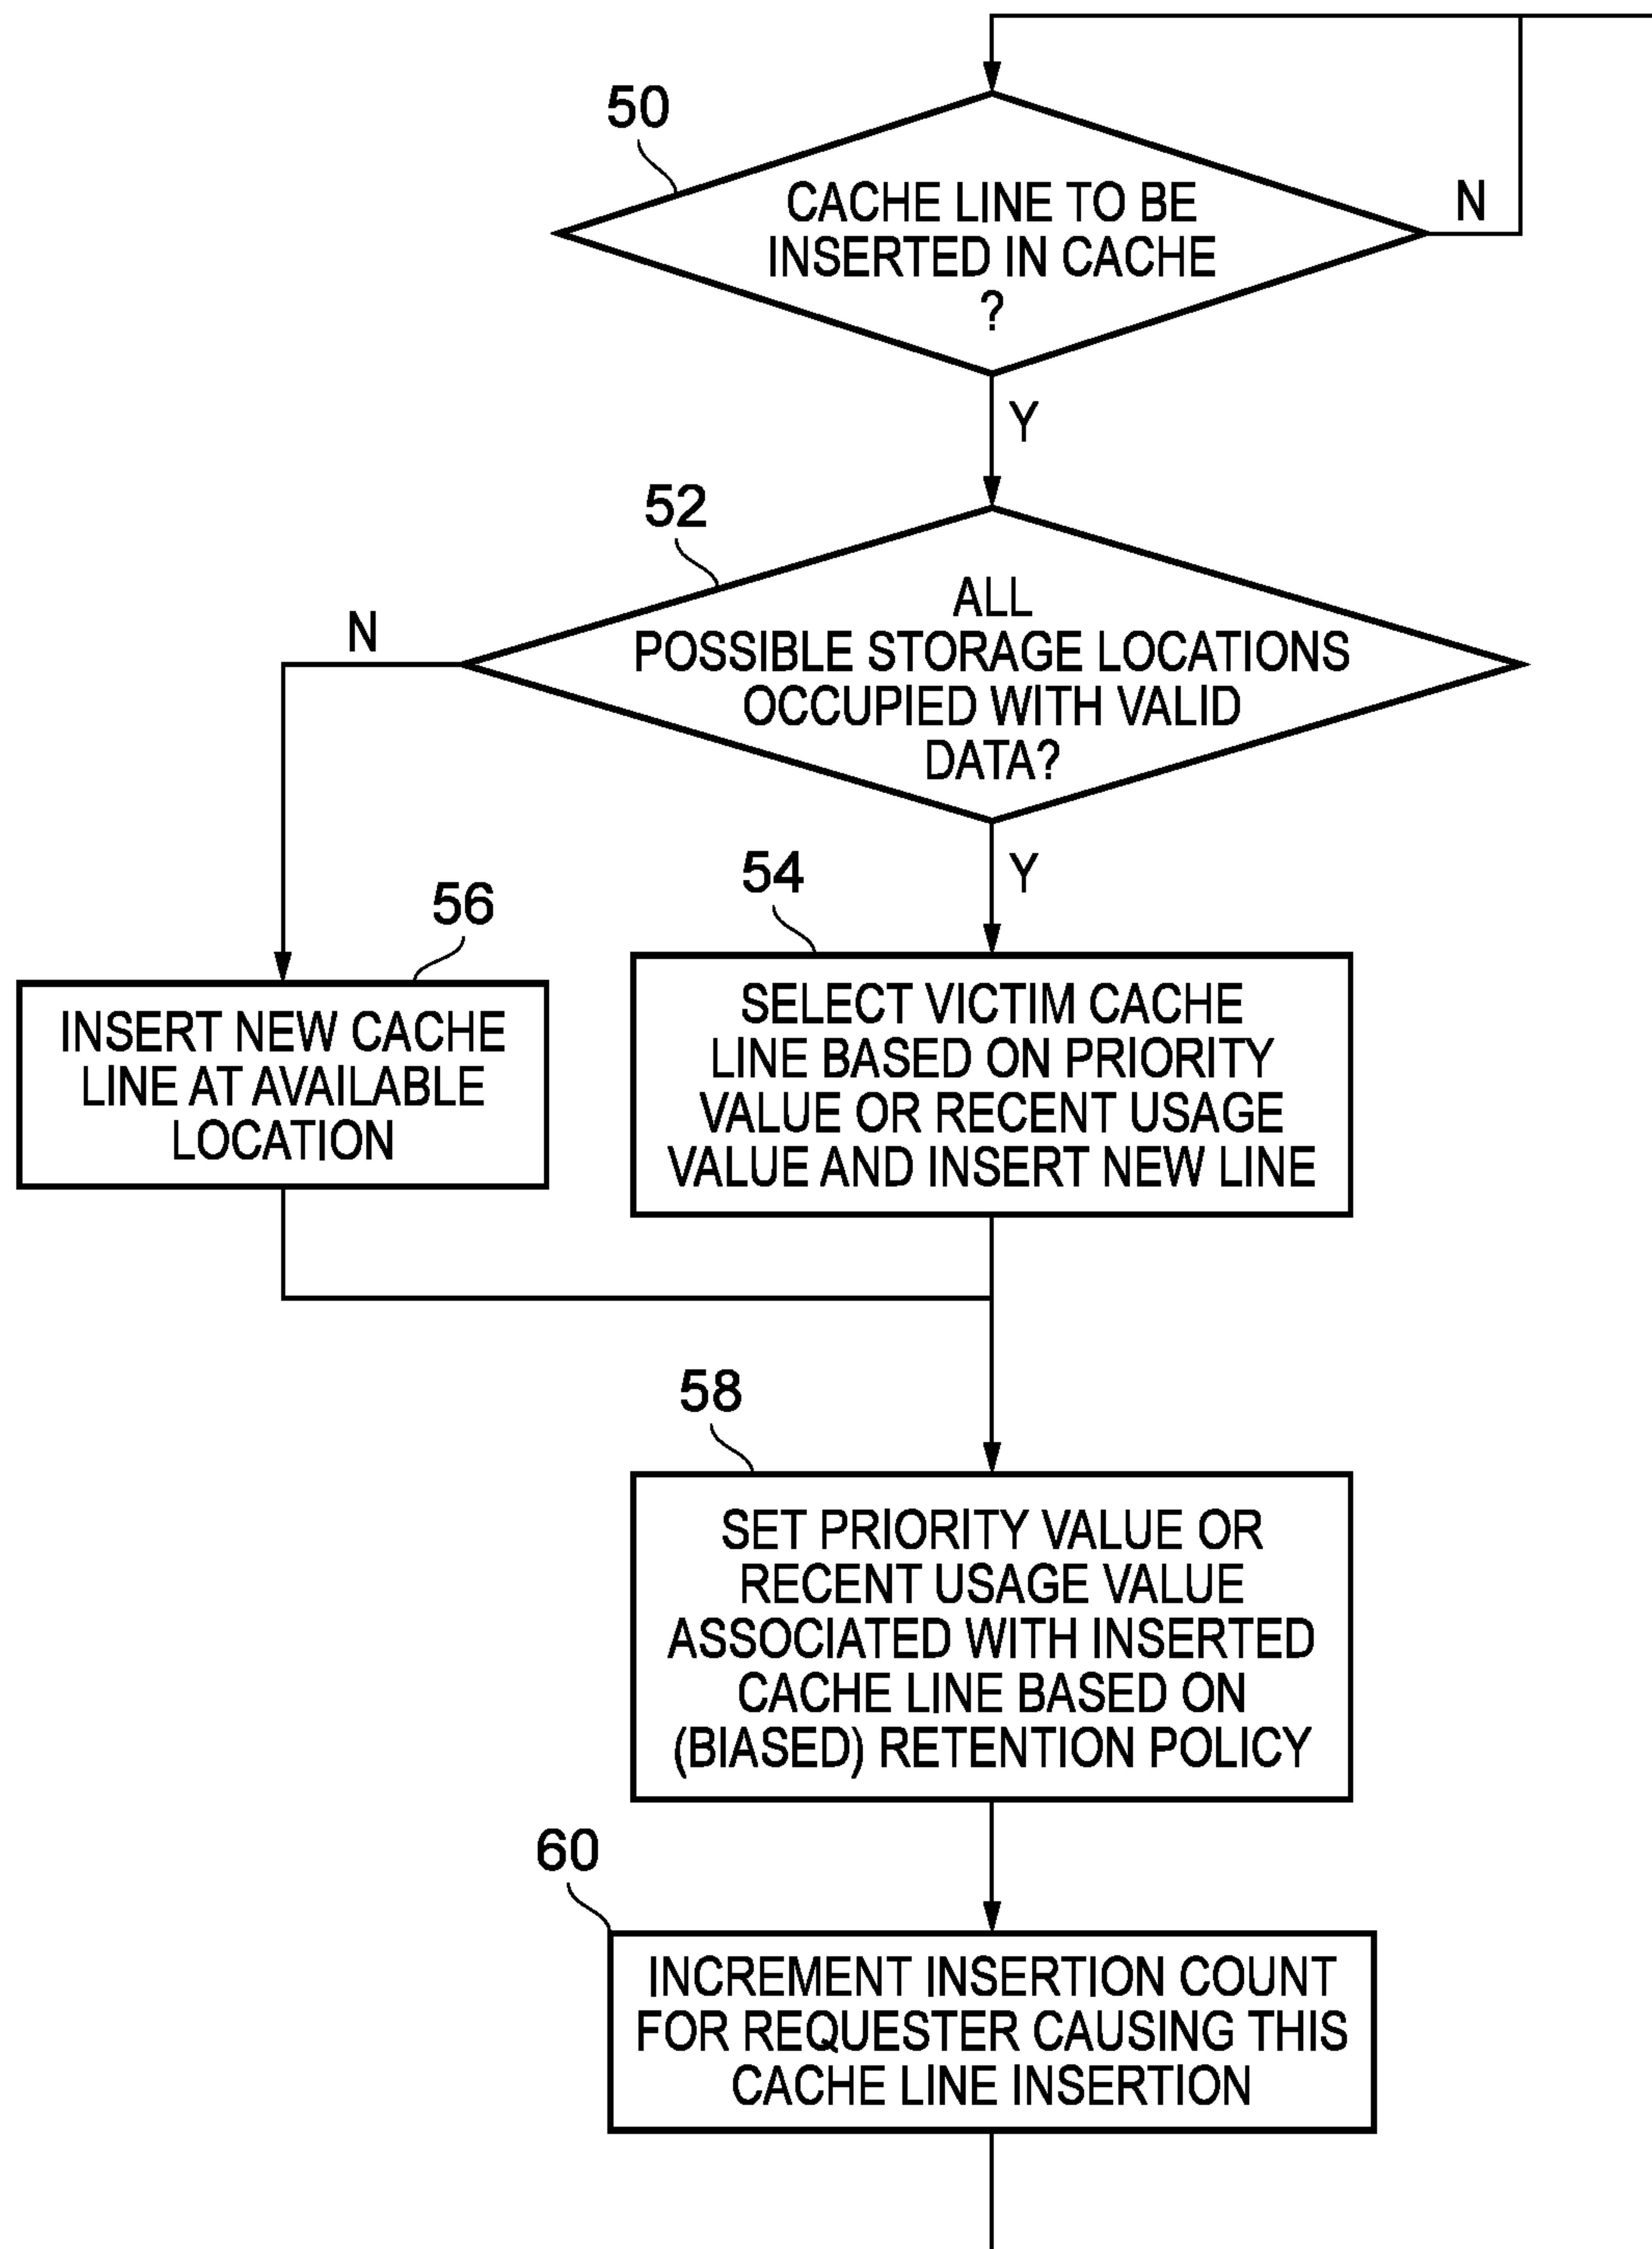 50
CACHE LINE TO BE
INSERTED IN CACHE
?
N
Y
52
ALL
POSSIBLE STORAGE LOCATIONS
OCCUPIED WITH VALID
DATA?
N
Y
56
INSERT NEW CACHE
LINE AT AVAILABLE
LOCATION
54
SELECT VICTIM CACHE
LINE BASED ON PRIORITY
VALUE OR RECENT USAGE
VALUE AND INSERT NEW LINE
58
SET PRIORITY VALUE OR
RECENT USAGE VALUE
ASSOCIATED WITH INSERTED
CACHE LINE BASED ON
(BIASED) RETENTION POLICY
60
INCREMENT INSERTION COUNT
FOR REQUESTER CAUSING THIS
CACHE LINE INSERTION